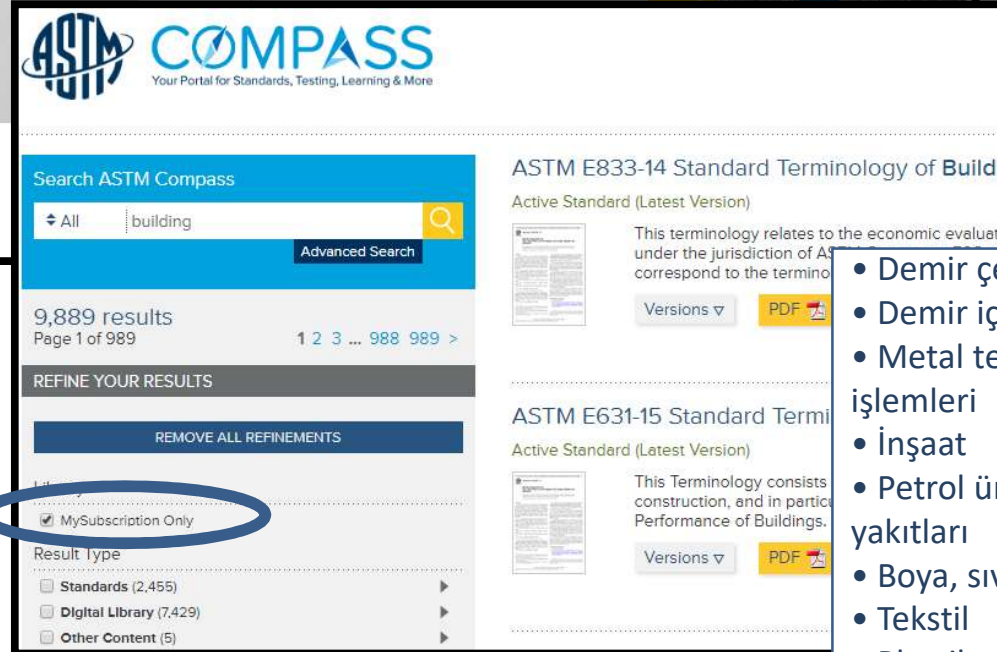 ASTM COMPASS
Your Portal for Standards, Testing, Learning & More
Search ASTM Compass
All building
Advanced Search
9,889 results
Page 1 of 989 1 2 3 ... 988 989 >
REFINE YOUR RESULTS
REMOVE ALL REFINEMENTS
MySubscription Only
Result Type
Standards (2,455)
Digital Library (7,429)
Other Content (5)
ASTM E833-14 Standard Terminology of Build
Active Standard (Latest Version)
This terminology relates to the economic
under the jurisdiction of
correspond to the
Versions PDF
ASTM E631-15 Standard
Active Standard (Latest Version)
This Terminology consists
construction, and in
Performance of Buildings.
Versions PDF
• Demir
• Demir
• Metal
işlemleri
• İnşaat
• Petrol
yakıtları
• Boya,
• Tekstil